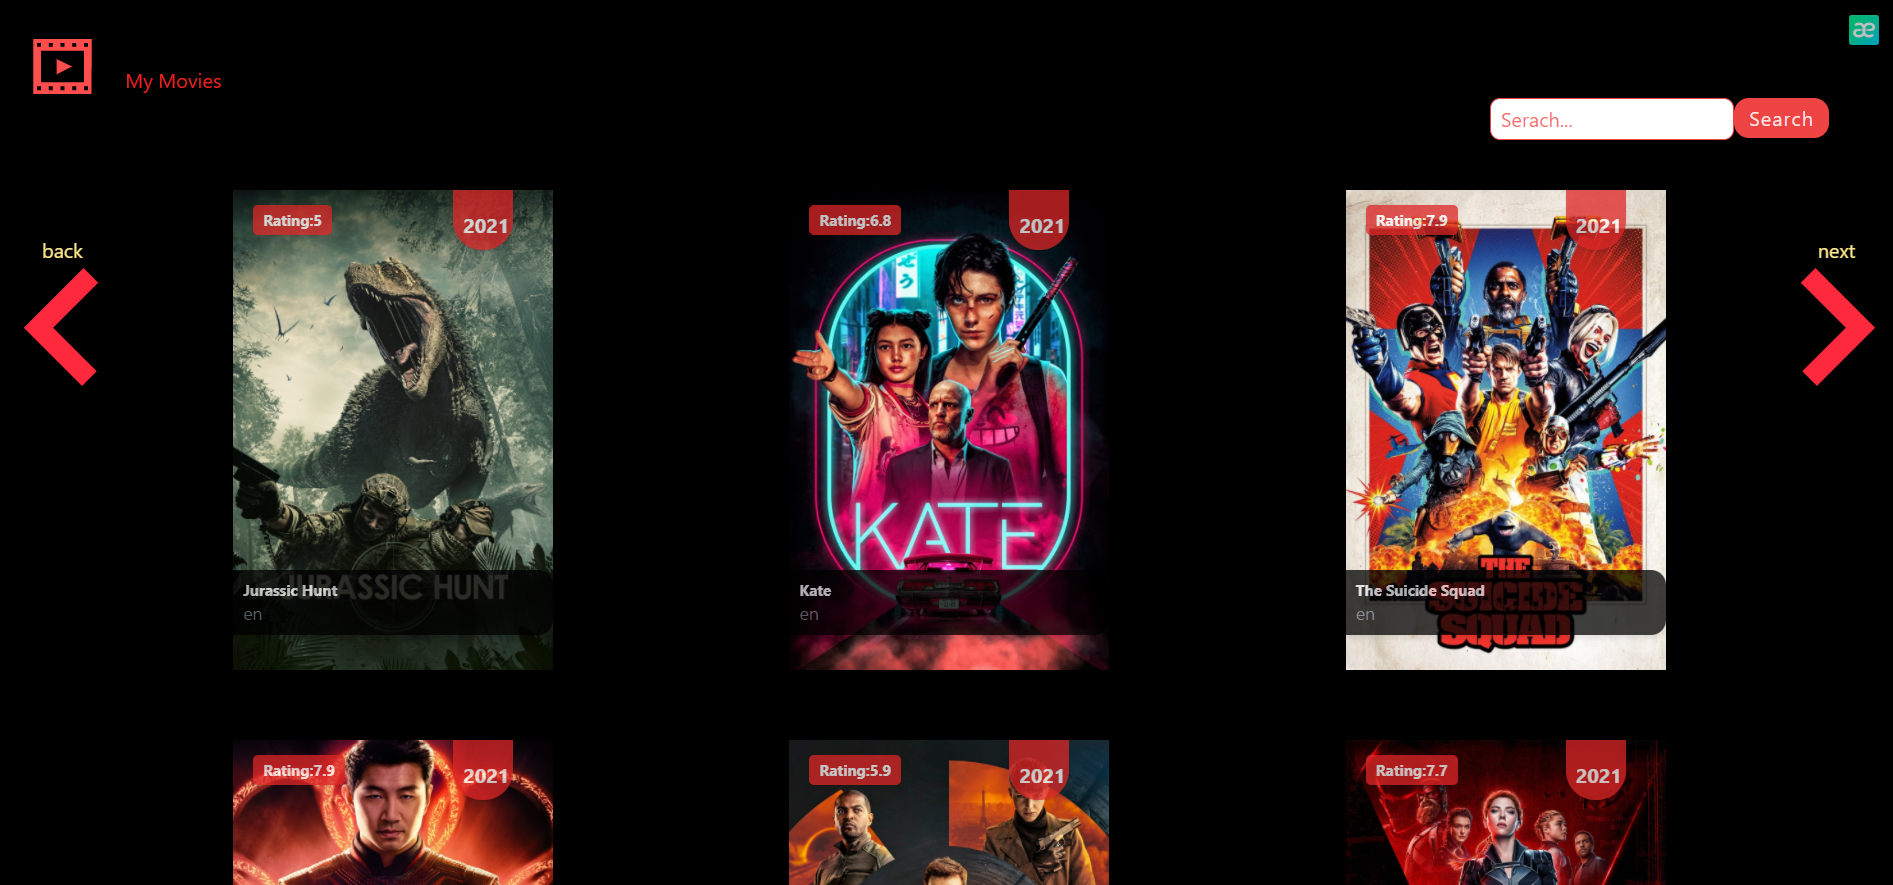 æ
My Movies
Serach...
Search
back
next
Rating:5
2021
せう
KATE
JURASSIC HUNT
Jurassic Hunt
en
Rating:6.8
2021
Kate
en
Rating:7.9
2021
THE
SUICIDE
SQUAD
The Suicide Squad
en
Rating:7.9
2021
Rating:5.9
2021
Rating:7.7
2021